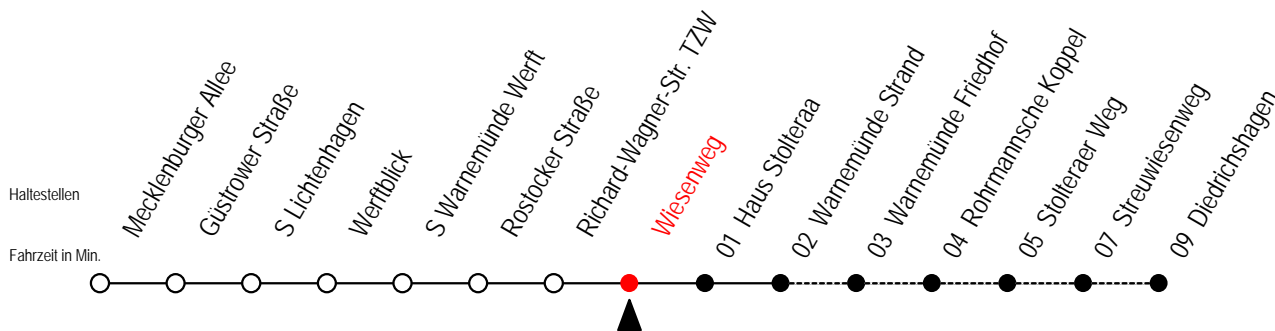 Haltestellen
Fahrzeit in Min.
Mecklenburger Allee
Güstrower Straße
S Lichtenhagen
Werftblick
S Warnemünde Werft
Rostocker Straße
Richard-Wagner-Str. TZW
Wiesenweg
01 Haus Stolteraa
02 Warnemünde Strand
03 Warnemünde Friedhof
04 Rohrmannsche Koppel
05 Stolteraer Weg
07 Streuwiesenweg
09 Diedrichshagen